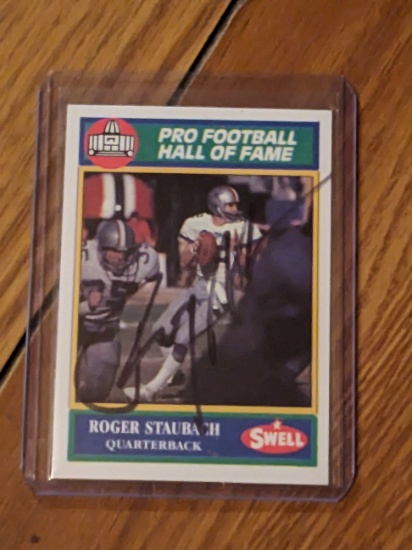 PRO FOOTBALL
HALL OF FAME
ROGER STAUBACH
QUARTERBACK
SWELL